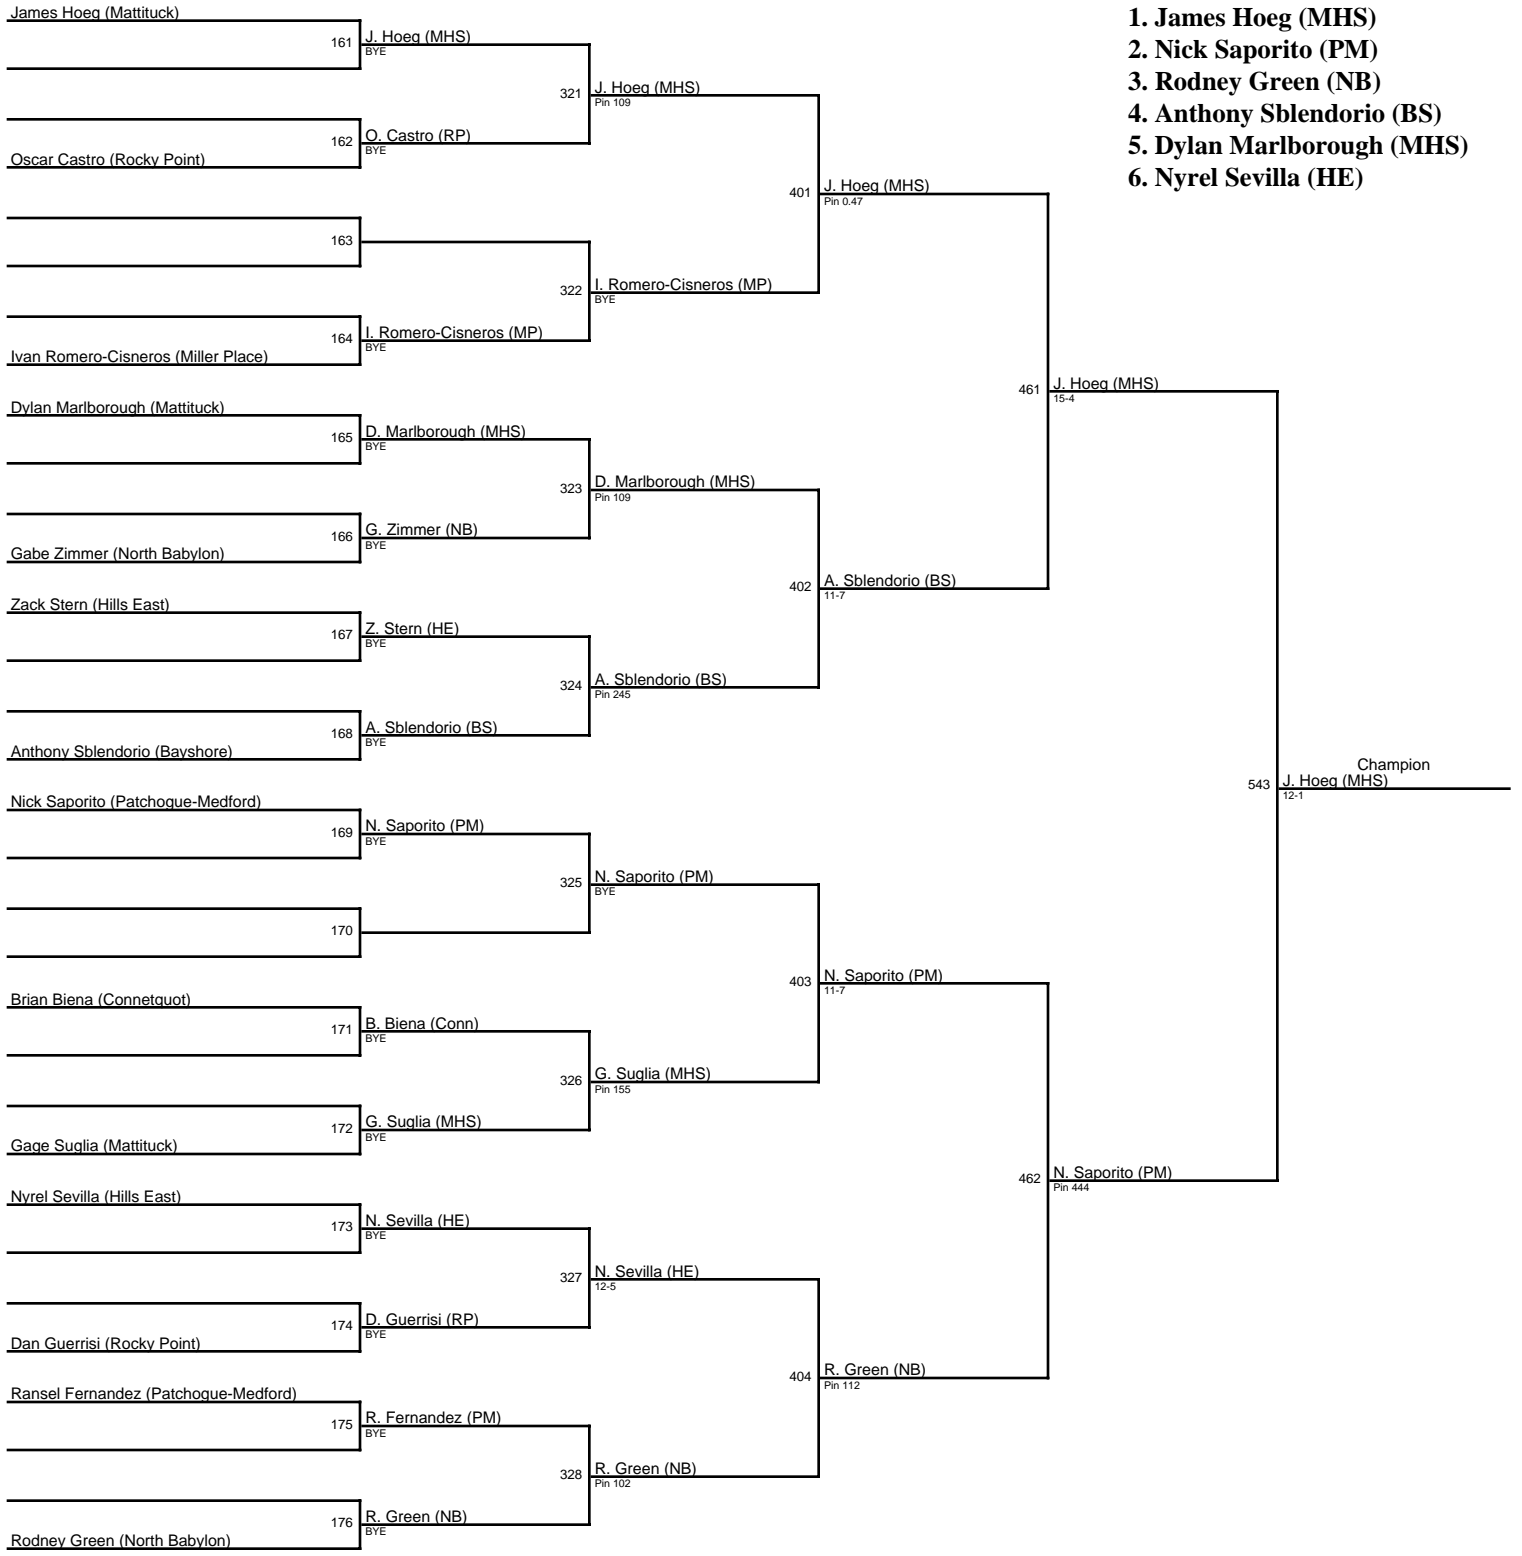 James Hoeg (Mattituck)
161
J. Hoeg (MHS)
BYE
321
J. Hoeg (MHS)
Pin 109
162
O. Castro (RP)
BYE
Oscar Castro (Rocky Point)
401
J. Hoeg (MHS)
Pin 0.47
163
322
I. Romero-Cisneros (MP)
BYE
164
I. Romero-Cisneros (MP)
BYE
Ivan Romero-Cisneros (Miller Place)
461
J. Hoeg (MHS)
15-4
Dylan Marlborough (Mattituck)
165
D. Marlborough (MHS)
BYE
323
D. Marlborough (MHS)
Pin 109
166
G. Zimmer (NB)
BYE
Gabe Zimmer (North Babylon)
402
A. Sblendorio (BS)
11-7
Zack Stern (Hills East)
167
Z. Stern (HE)
BYE
324
A. Sblendorio (BS)
Pin 245
168
A. Sblendorio (BS)
BYE
Anthony Sblendorio (Bayshore)
Champion
543
J. Hoeg (MHS)
12-1
Nick Saporito (Patchogue-Medford)
169
N. Saporito (PM)
BYE
325
N. Saporito (PM)
BYE
170
403
N. Saporito (PM)
11-7
Brian Biena (Connetquot)
171
B. Biena (Conn)
BYE
326
G. Suglia (MHS)
Pin 155
172
G. Suglia (MHS)
BYE
Gage Suglia (Mattituck)
462
N. Saporito (PM)
Pin 444
Nyrel Sevilla (Hills East)
173
N. Sevilla (HE)
BYE
327
N. Sevilla (HE)
12-5
174
D. Guerrisi (RP)
BYE
Dan Guerrisi (Rocky Point)
404
R. Green (NB)
Pin 112
Ransel Fernandez (Patchogue-Medford)
175
R. Fernandez (PM)
BYE
328
R. Green (NB)
Pin 102
176
R. Green (NB)
BYE
Rodney Green (North Babylon)
1. James Hoeg (MHS)
2. Nick Saporito (PM)
3. Rodney Green (NB)
4. Anthony Sblendorio (BS)
5. Dylan Marlborough (MHS)
6. Nyrel Sevilla (HE)